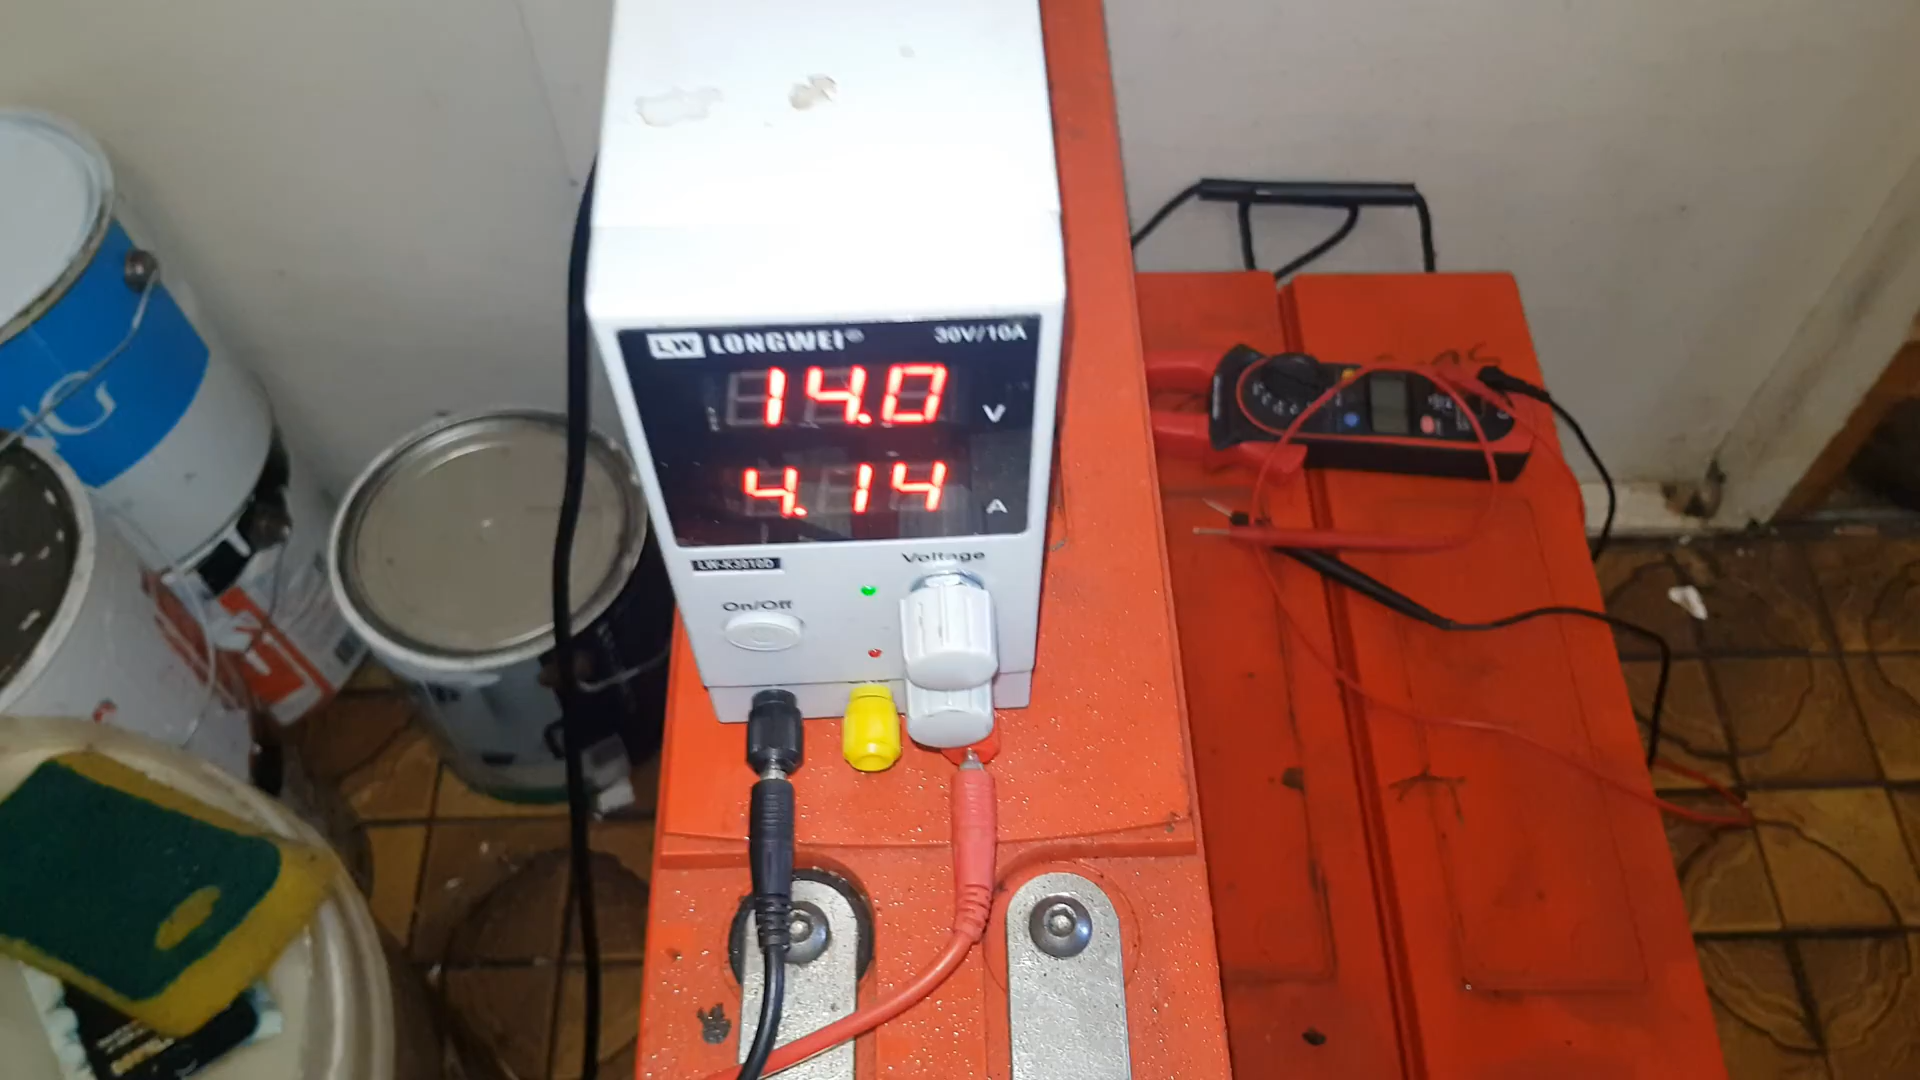 LW LONGWEI® 30V/10A
14.0 V
4.14 A
LW-K3010D
Voltage
On/Off